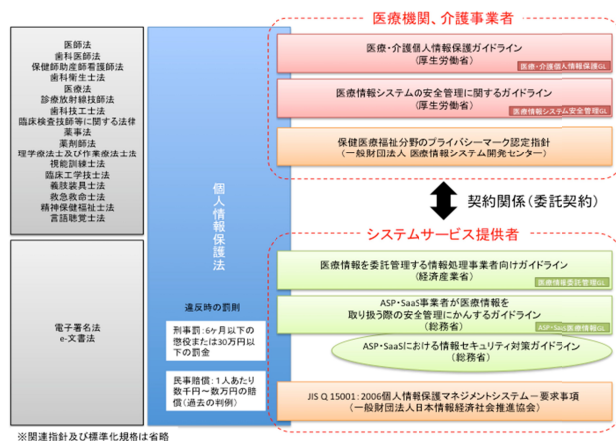 医師法
歯科医師法
保健師助産師看護師法
歯科衛生士法
医療法
診療放射線技師法
歯科技工士法
臨床検査技師等に関する法律
薬事法
薬剤師法
理学療法士及び作業療法士法
視能訓練士法
臨床工学技士法
義肢装具士法
救急救命士法
精神保健福祉士法
言語聴覚士法
電子署名法
e-文書法
個人情報保護法
違反時の罰則
刑事罰:6ヶ月以下の
懲役または30万円以
下の罰金
民事賠償:1人あたり
数千円~数万円の賠
償(過去の判例)
医療機関、介護事業者
医療・介護個人情報保護ガイドライン
(厚生労働省)
医療・介護個人情報保護GL
医療情報システムの安全管理に関するガイドライン
(厚生労働省)
医療情報システム安全管理GL
保健医療福祉分野のプライバシーマーク認定指針
(一般財団法人 医療情報システム開発センター)
契約関係(委託契約)
システムサービス提供者
医療情報を委託管理する情報処理事業者向けガイドライン
(経済産業省)
医療情報委託管理GL
ASP・SaaS事業者が医療情報を
取り扱う際の安全管理にかんするガイドライン
(総務省)
ASP・SaaS医療情報GL
ASP・SaaSにおける情報セキュリティ対策ガイドライン
(総務省)
JIS Q 15001:2006個人情報保護マネジメントシステム－要求事項
(一般財団法人日本情報経済社会推進協会)
※関連指針及び標準化規格は省略